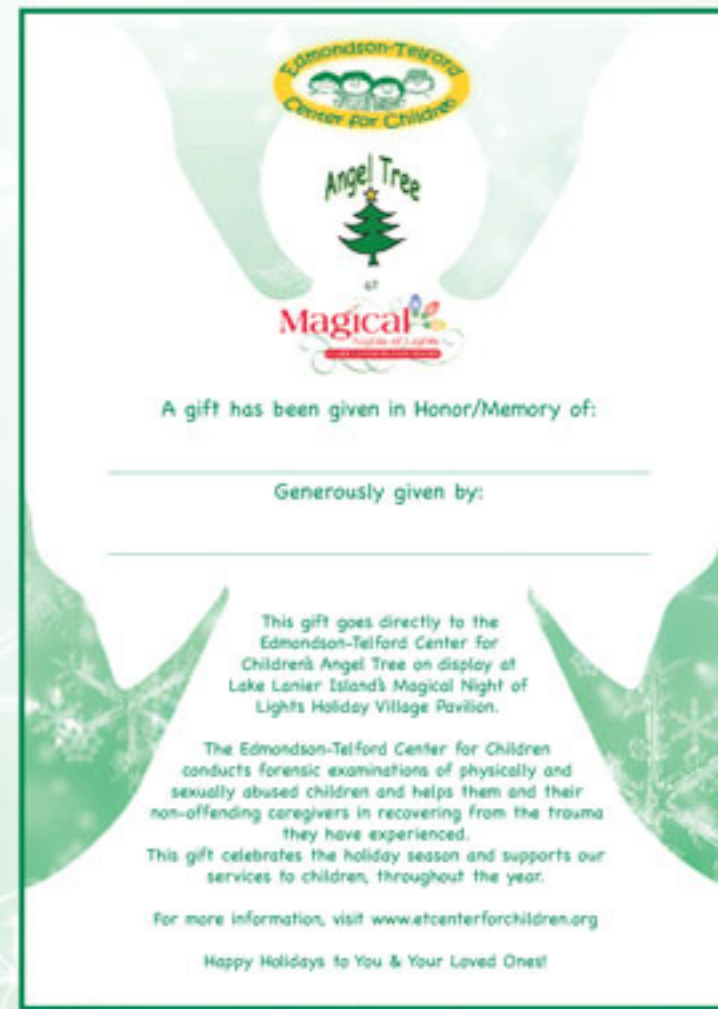 Edmondson-Telford
Center for Children
Angel Tree
at
Magical
Nights of Lights
A gift has been given in Honor/Memory of:
Generously given by:
This gift goes directly to the
Edmondson-Telford Center for
Children's Angel Tree on display at
Lake Lanier Island's Magical Night of
Lights Holiday Village Pavilion.
The Edmondson-Telford Center for Children
conducts forensic examinations of physically and
sexually abused children and helps them and their
non-offending caregivers in recovering from the trauma
they have experienced.
This gift celebrates the holiday season and supports our
services to children, throughout the year.
For more information, visit www.etcenterforchildren.org
Happy Holidays to You & Your Loved Ones!